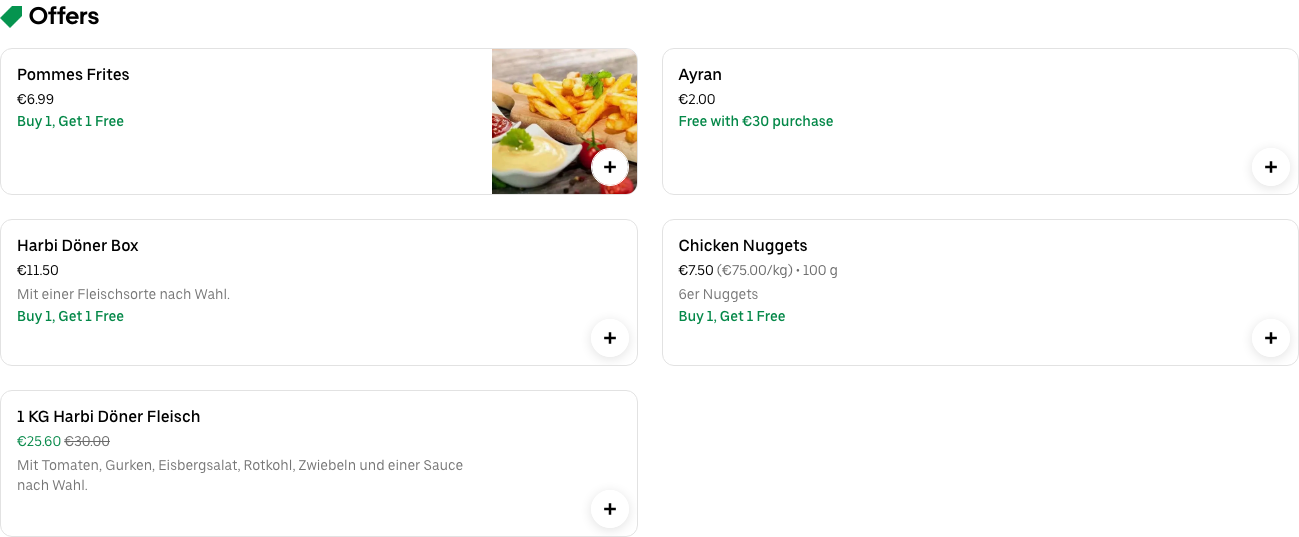 Offers
Pommes Frites
€6.99
Buy 1, Get 1 Free
Ayran
€2.00
Free with €30 purchase
Harbi Döner Box
€11.50
Mit einer Fleischsorte nach Wahl.
Buy 1, Get 1 Free
Chicken Nuggets
€7.50 (€75.00/kg) • 100 g
6er Nuggets
Buy 1, Get 1 Free
1 KG Harbi Döner Fleisch
€25.60 €30.00
Mit Tomaten, Gurken, Eisbergsalat, Rotkohl, Zwiebeln und einer Sauce
nach Wahl.